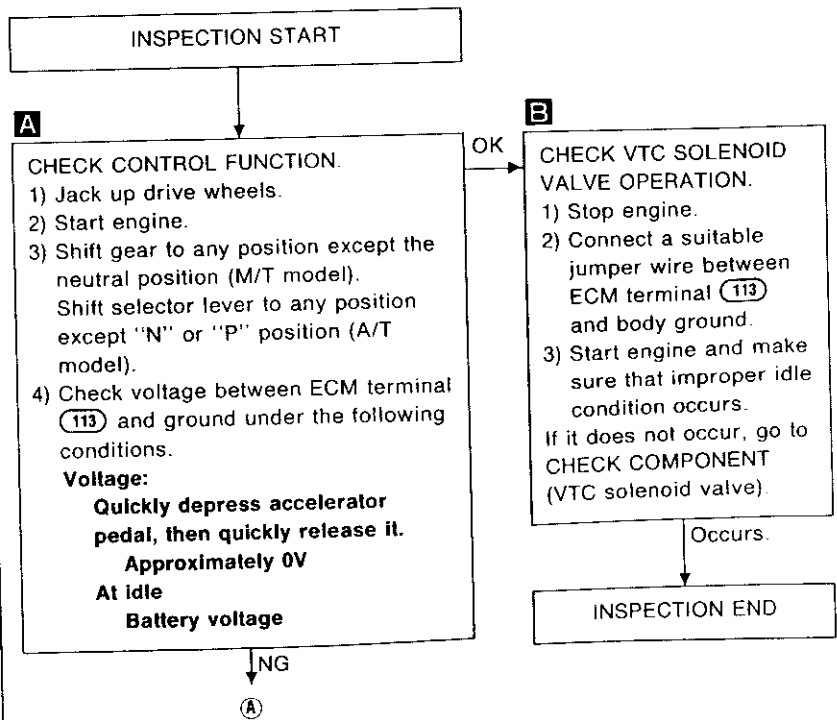 INSPECTION START
A
CHECK CONTROL FUNCTION.
1) Jack up drive wheels.
2) Start engine.
3) Shift gear to any position except the
neutral position (M/T model).
Shift selector lever to any position
except "N" or "P" position (A/T
model).
4) Check voltage between ECM terminal
113 and ground under the following
conditions.
Voltage:
Quickly depress accelerator
pedal, then quickly release it.
Approximately 0V
At idle
Battery voltage
NG
Ⓐ
OK
B
CHECK VTC SOLENOID
VALVE OPERATION.
1) Stop engine.
2) Connect a suitable
jumper wire between
ECM terminal 113
and body ground.
3) Start engine and make
sure that improper idle
condition occurs.
If it does not occur, go to
CHECK COMPONENT
(VTC solenoid valve).
Occurs.
INSPECTION END